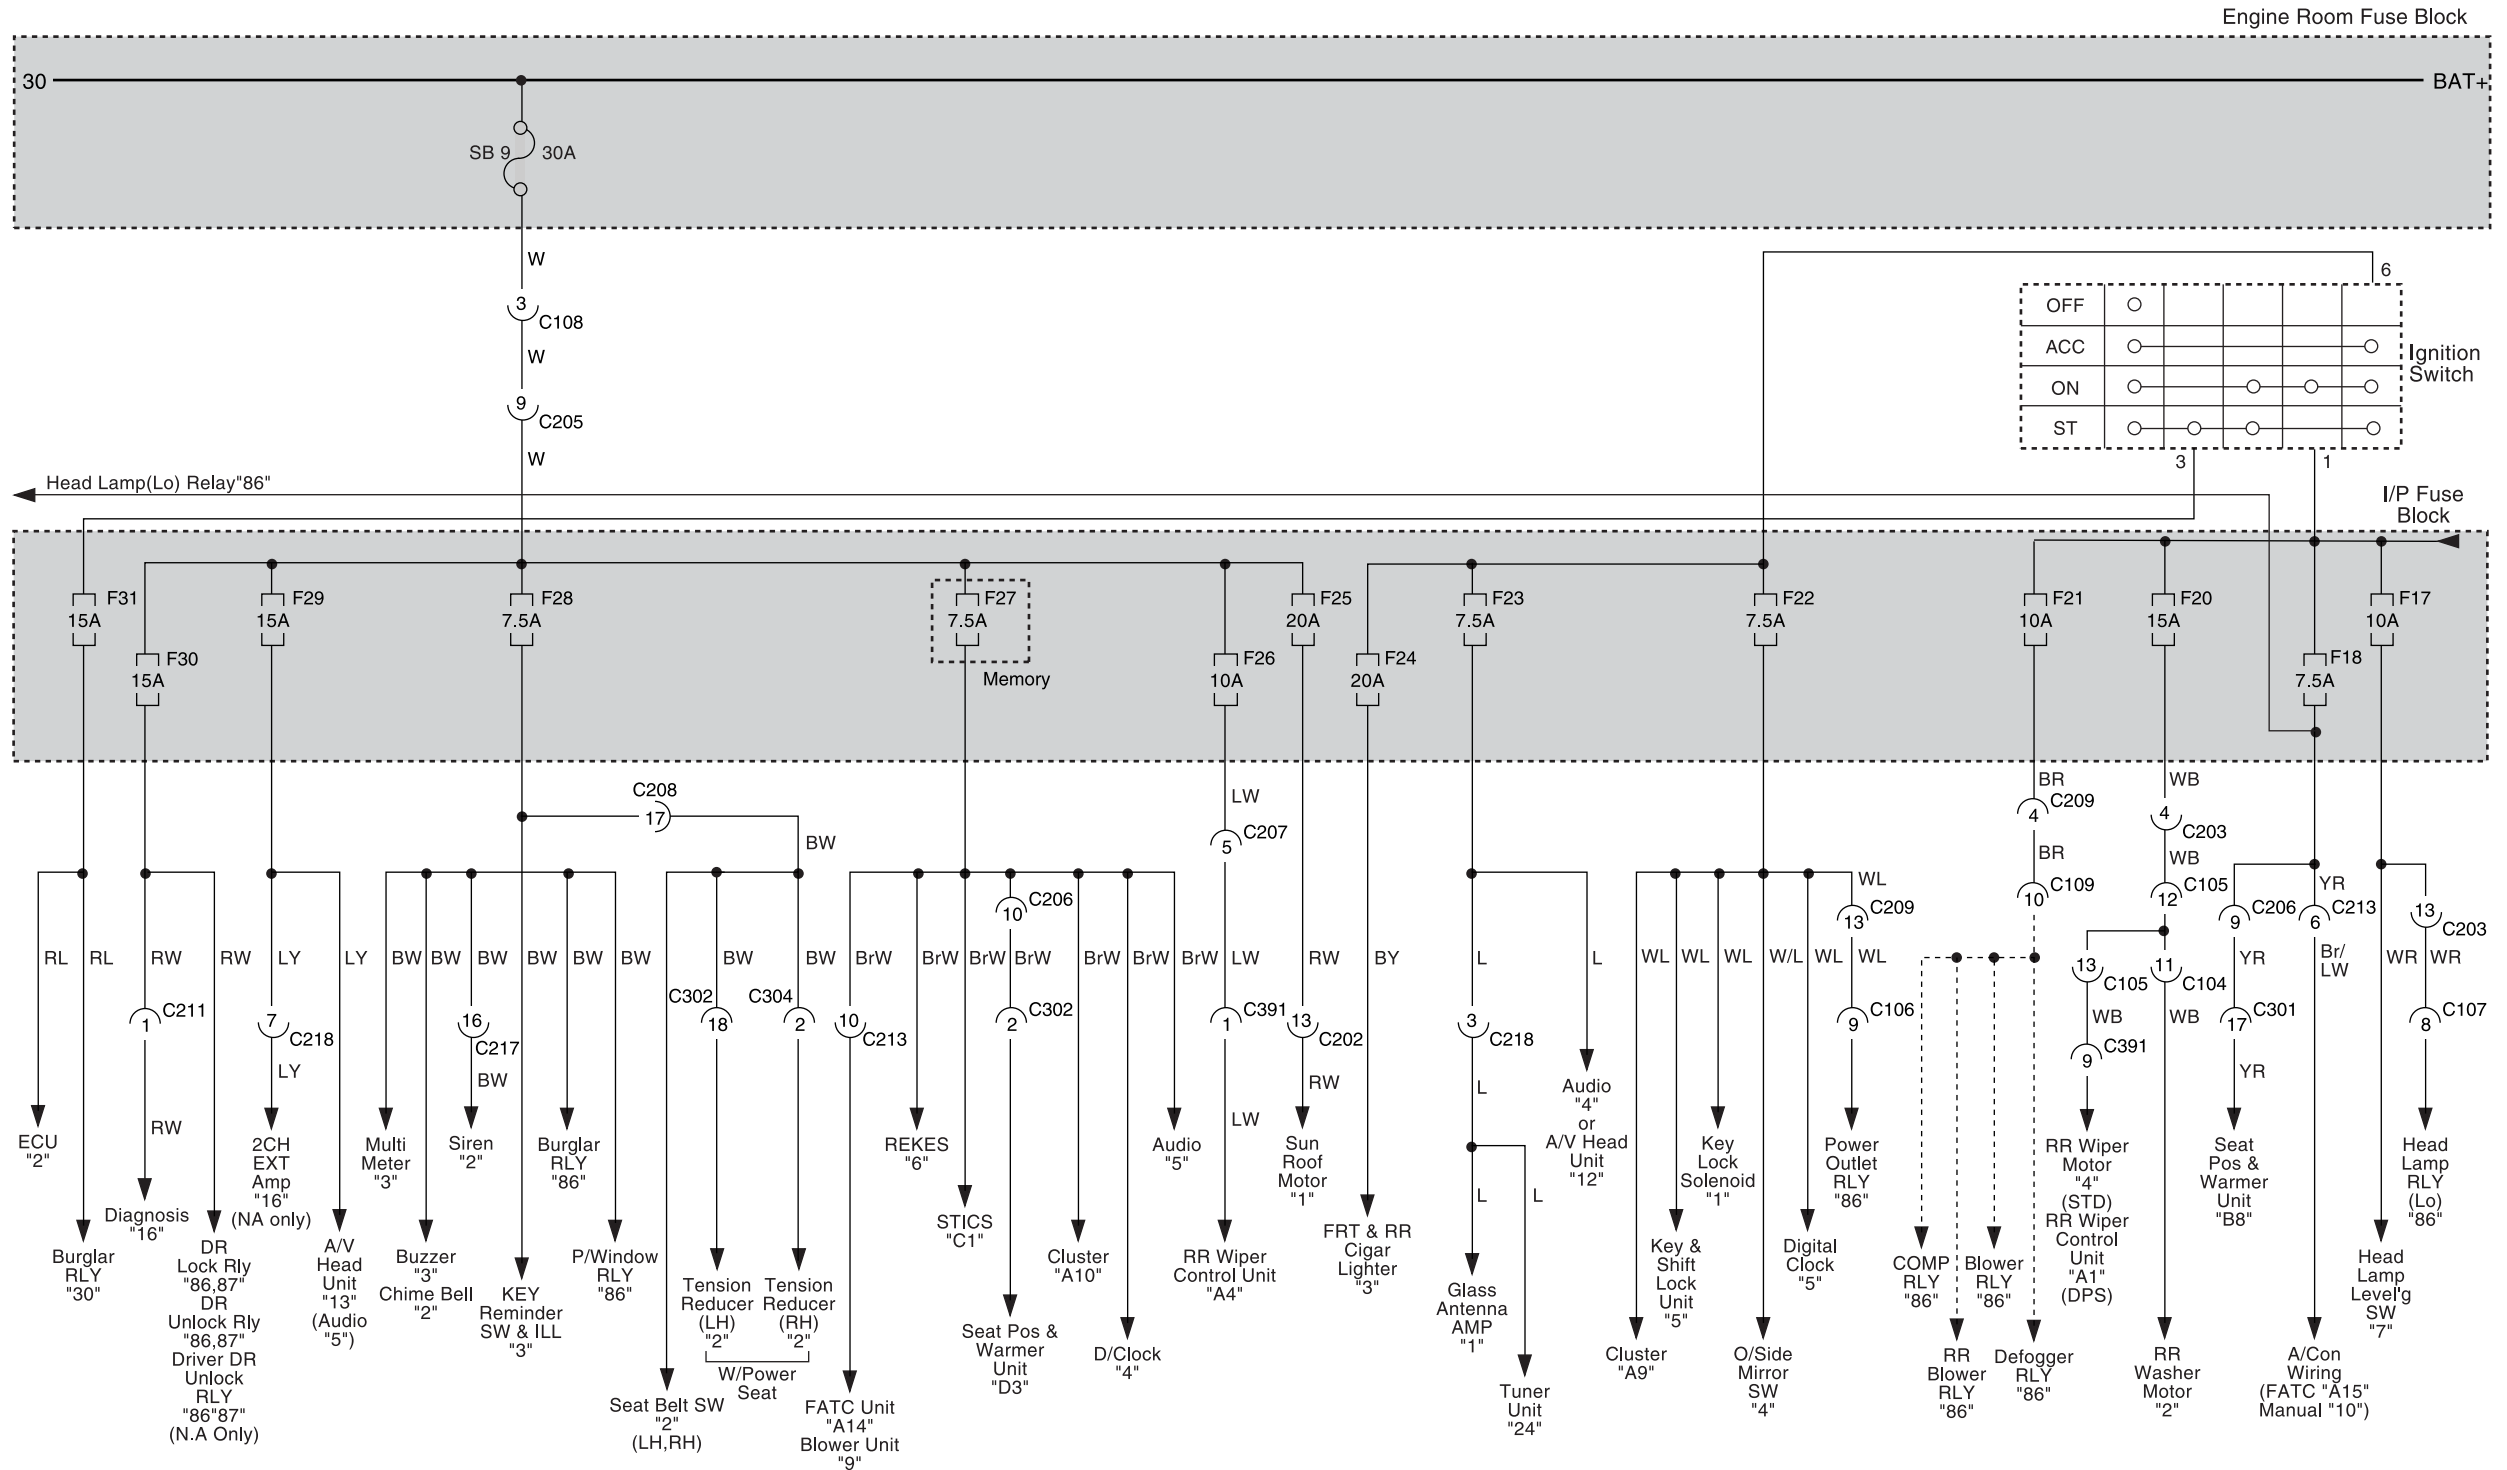 Engine Room Fuse Block
30
BAT+
SB 9
30A
W
3
C108
W
9
C205
W
6
OFF
ACC
ON
ST
Ignition
Switch
3
1
Head Lamp(Lo) Relay"86"
I/P Fuse
Block
F31
15A
F30
15A
F29
15A
F28
7.5A
F27
7.5A
Memory
F26
10A
F25
20A
F24
20A
F23
7.5A
F22
7.5A
F21
10A
F20
15A
F18
7.5A
F17
10A
C208
17
BW
LW
C207
5
BR
C209
4
BR
C109
10
WB
4
C203
WB
C105
12
WL
C209
13
YR
C206
9
C213
6
13
C203
C206
10
RL
RL
RW
RW
LY
LY
BW
BW
BW
BW
BW
BW
BW
BW
BrW
BrW
BrW
BrW
BrW
BrW
BrW
LW
RW
BY
L
L
WL
WL
WL
W/L
WL
WL
13
C105
11
C104
YR
Br/
LW
WR
WR
C211
1
7
C218
16
C217
C302
18
C304
2
10
C213
C302
2
C391
1
13
C202
3
C218
C106
9
WB
WB
C391
9
C301
17
C107
8
RW
LY
BW
LW
RW
L
L
L
YR
ECU
"2"
Burglar
RLY
"30"
Diagnosis
"16"
DR
Lock Rly
"86,87"
DR
Unlock Rly
"86,87"
Driver DR
Unlock
RLY
"86"87"
(N.A Only)
2CH
EXT
Amp
"16"
(NA only)
A/V
Head
Unit
"13"
(Audio
"5")
Multi
Meter
"3"
Buzzer
"3"
Chime Bell
"2"
Siren
"2"
KEY
Reminder
SW & ILL
"3"
Burglar
RLY
"86"
P/Window
RLY
"86"
Seat Belt SW
"2"
(LH,RH)
Tension
Reducer
(LH)
"2"
Tension
Reducer
(RH)
"2"
W/Power
Seat
FATC Unit
"A14"
Blower Unit
"9"
REKES
"6"
STICS
"C1"
Seat Pos &
Warmer
Unit
"D3"
Cluster
"A10"
D/Clock
"4"
Audio
"5"
RR Wiper
Control Unit
"A4"
Sun
Roof
Motor
"1"
FRT & RR
Cigar
Lighter
"3"
Glass
Antenna
AMP
"1"
Tuner
Unit
"24"
Audio
"4"
or
A/V Head
Unit
"12"
Cluster
"A9"
Key &
Shift
Lock
Unit
"5"
Key
Lock
Solenoid
"1"
O/Side
Mirror
SW
"4"
Digital
Clock
"5"
Power
Outlet
RLY
"86"
COMP
RLY
"86"
RR
Blower
RLY
"86"
Blower
RLY
"86"
Defogger
RLY
"86"
RR Wiper
Motor
"4"
(STD)
RR Wiper
Control
Unit
"A1"
(DPS)
RR
Washer
Motor
"2"
Seat
Pos &
Warmer
Unit
"B8"
A/Con
Wiring
(FATC "A15"
Manual "10")
Head
Lamp
Level'g
SW
"7"
Head
Lamp
RLY
(Lo)
"86"